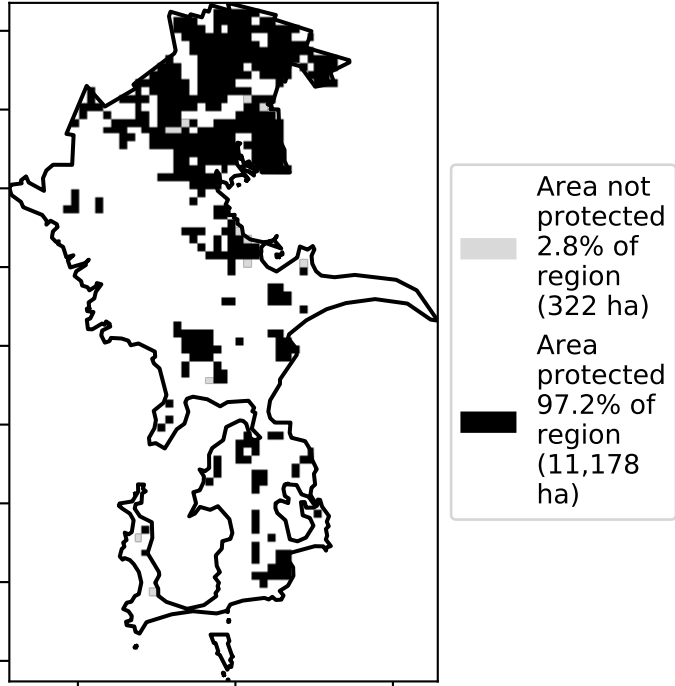 Area not
protected
2.8% of
region
(322 ha)
Area
protected
97.2% of
region
(11,178
ha)